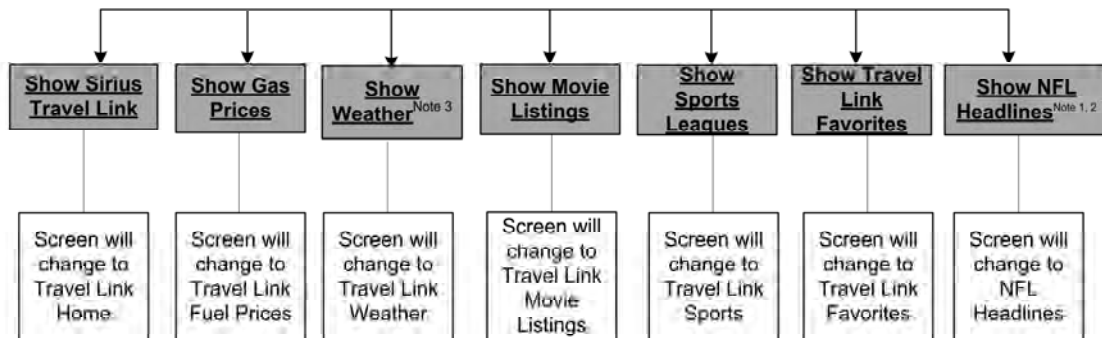 Show Sirius
Travel Link
Show Gas
Prices
Show
Weather Note 3
Show Movie
Listings
Show
Sports
Leagues
Show Travel
Link
Favorites
Show NFL
Headlines Note 1, 2
Screen will
change to
Travel Link
Home
Screen will
change to
Travel Link
Fuel Prices
Screen will
change to
Travel Link
Weather
Screen will
change to
Travel Link
Movie
Listings
Screen will
change to
Travel Link
Sports
Screen will
change to
Travel Link
Favorites
Screen will
change to
NFL
Headlines